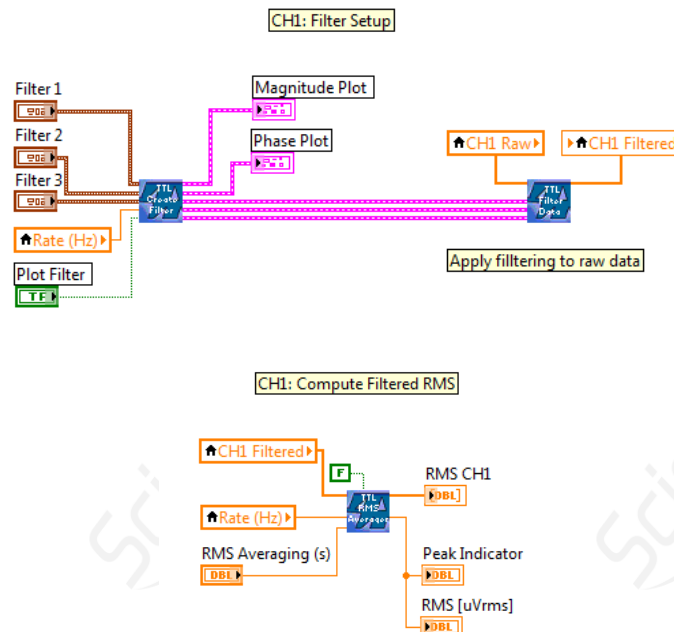 CH1: Filter Setup
Filter 1
Magnitude Plot
Filter 2
Phase Plot
CH1 Raw
CH1 Filtered
Filter 3
TTL
Create
Filter
TTL
Filter
Data
Rate (Hz)
Apply fílltering to raw data
Plot Filter
TF
CH1: Compute Filtered RMS
CH1 Filtered
F
RMS CH1
DBL
TTL
RMS
Averages
Rate (Hz)
RMS Averaging (s)
DBL
Peak Indicator
DBL
RMS [uVrms]
DBL